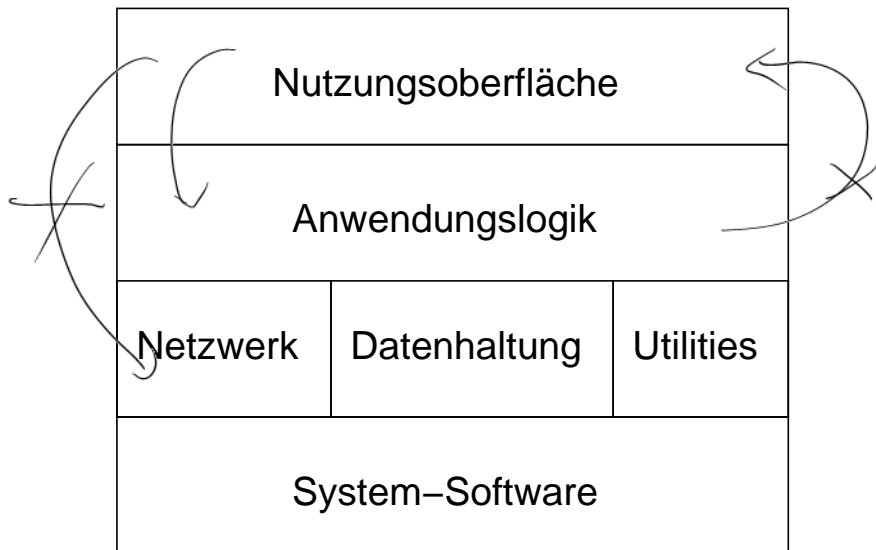 Nutzungsoberfläche
Anwendungslogik
Netzwerk Datenhaltung Utilities
System–Software